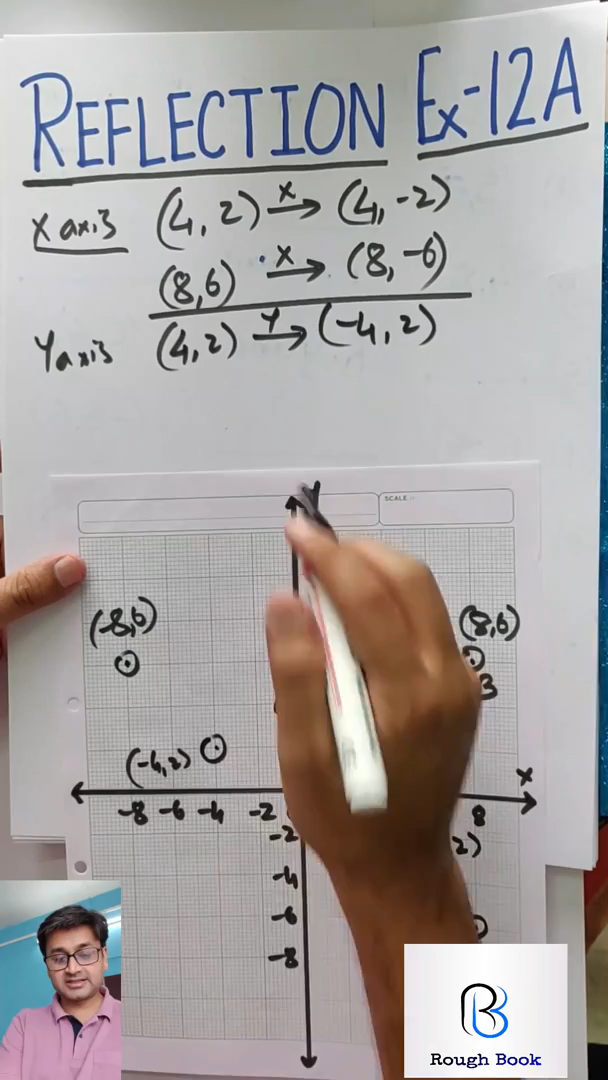 REFLECTION Ex-12A
X axis (4, 2) X→ (4, -2)
(8,6) X→ (8, -6)
Y axis (4, 2) Y→ (-4, 2)
SCALE :-
(-8,6) (8,6)
B
(-4, 2)
X
-8 -6 -4 -2 8
-2 2)
-4
-6
-8
Rough Book